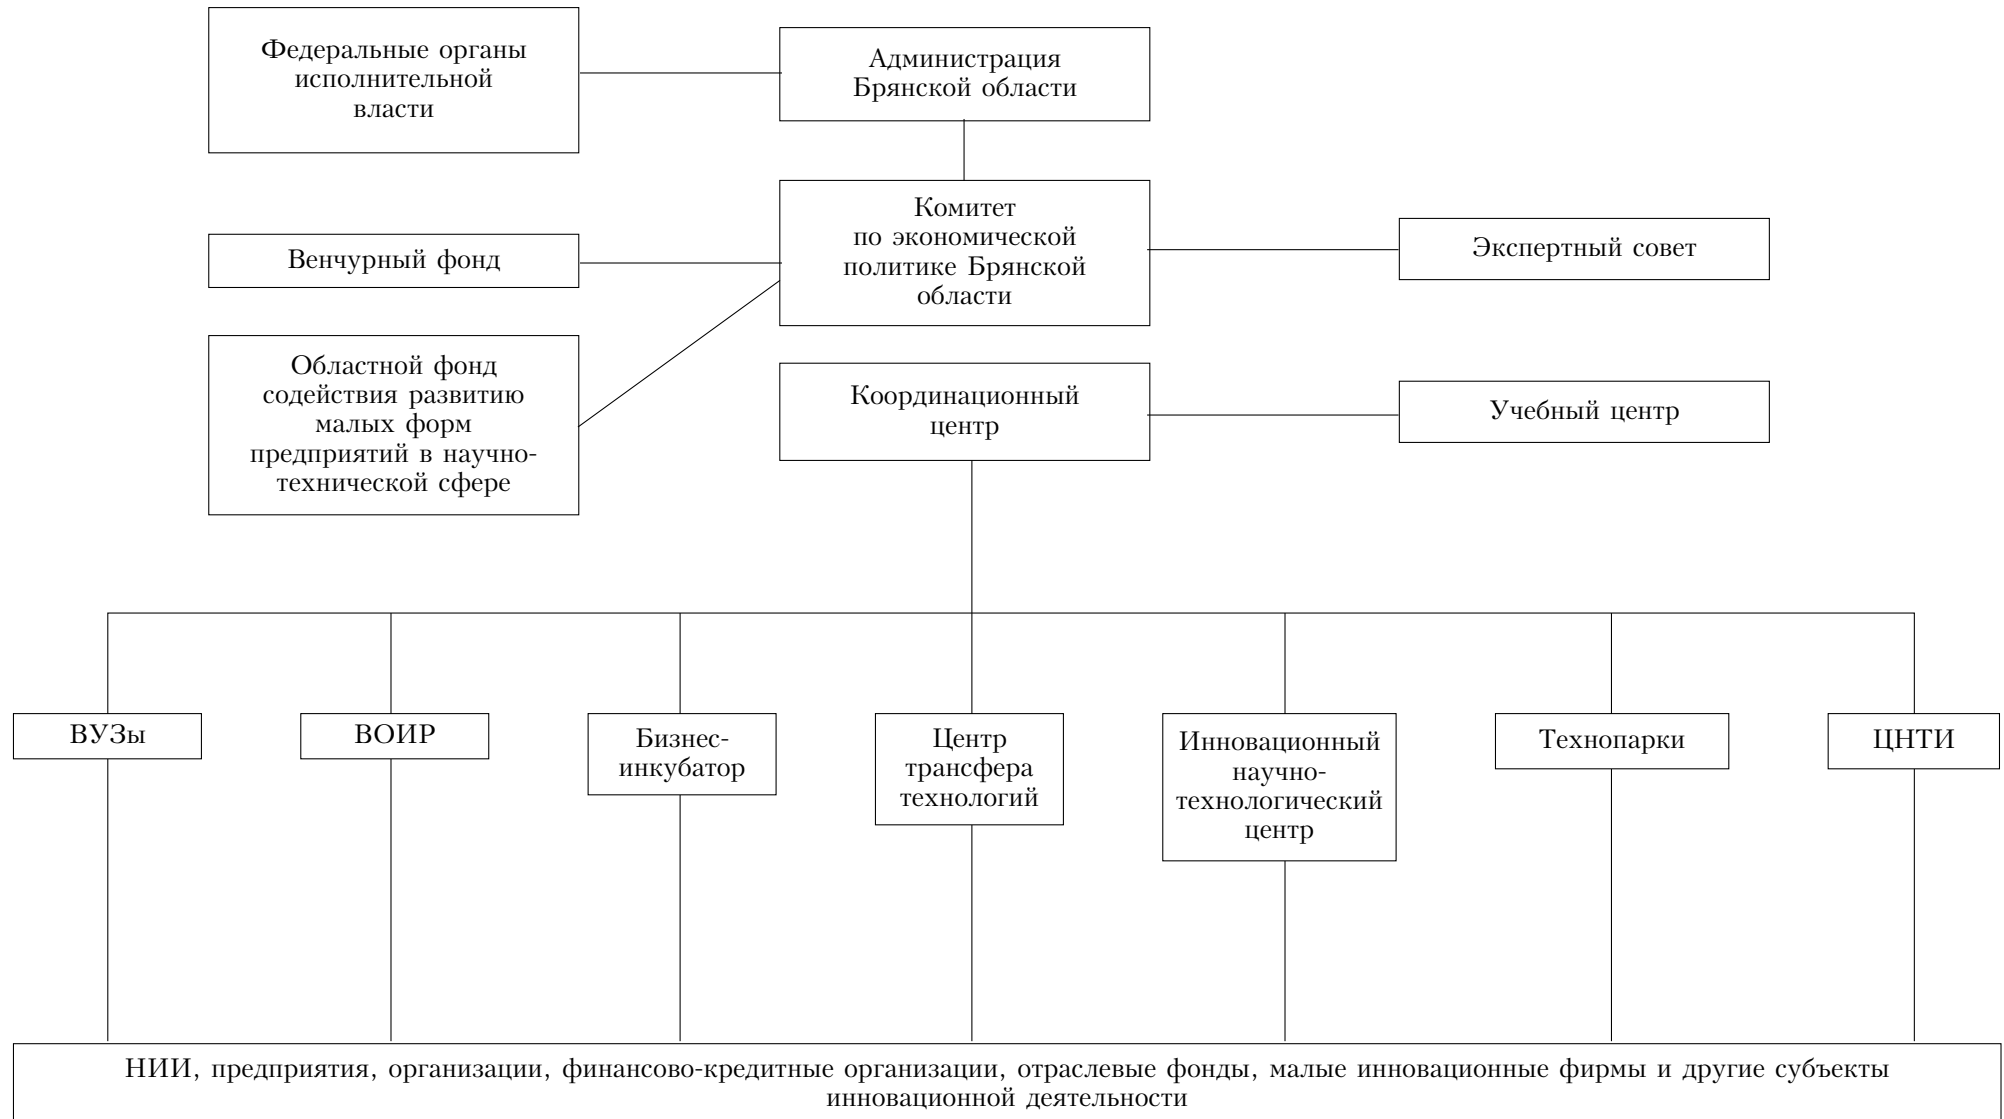 Федеральные органы
исполнительной
власти
Администрация
Брянской области
Комитет
по экономической
политике Брянской
области
Венчурный фонд
Экспертный совет
Областной фонд
содействия развитию
малых форм
предприятий в научно-
технической сфере
Координационный
центр
Учебный центр
ВУЗы
ВОИР
Бизнес-
инкубатор
Центр
трансфера
технологий
Инновационный
научно-
технологический
центр
Технопарки
ЦНТИ
НИИ, предприятия, организации, финансово-кредитные организации, отраслевые фонды, малые инновационные фирмы и другие субъекты
инновационной деятельности